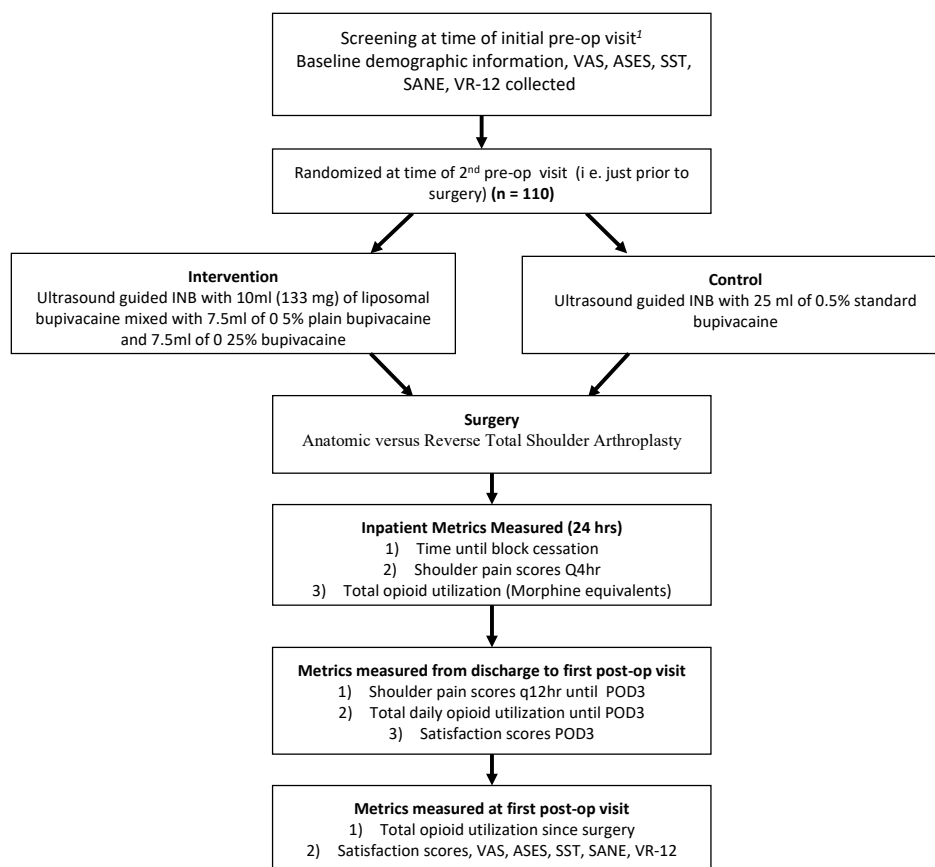 Screening at time of initial pre-op visit1
Baseline demographic information, VAS, ASES, SST,
SANE, VR-12 collected
Randomized at time of 2nd pre-op visit (i e. just prior to
surgery) (n = 110)
Intervention
Ultrasound guided INB with 10ml (133 mg) of liposomal
bupivacaine mixed with 7.5ml of 0 5% plain bupivacaine
and 7.5ml of 0 25% bupivacaine
Control
Ultrasound guided INB with 25 ml of 0.5% standard
bupivacaine
Surgery
Anatomic versus Reverse Total Shoulder Arthroplasty
Inpatient Metrics Measured (24 hrs)
1) Time until block cessation
2) Shoulder pain scores Q4hr
3) Total opioid utilization (Morphine equivalents)
Metrics measured from discharge to first post-op visit
1) Shoulder pain scores q12hr until POD3
2) Total daily opioid utilization until POD3
3) Satisfaction scores POD3
Metrics measured at first post-op visit
1) Total opioid utilization since surgery
2) Satisfaction scores, VAS, ASES, SST, SANE, VR-12